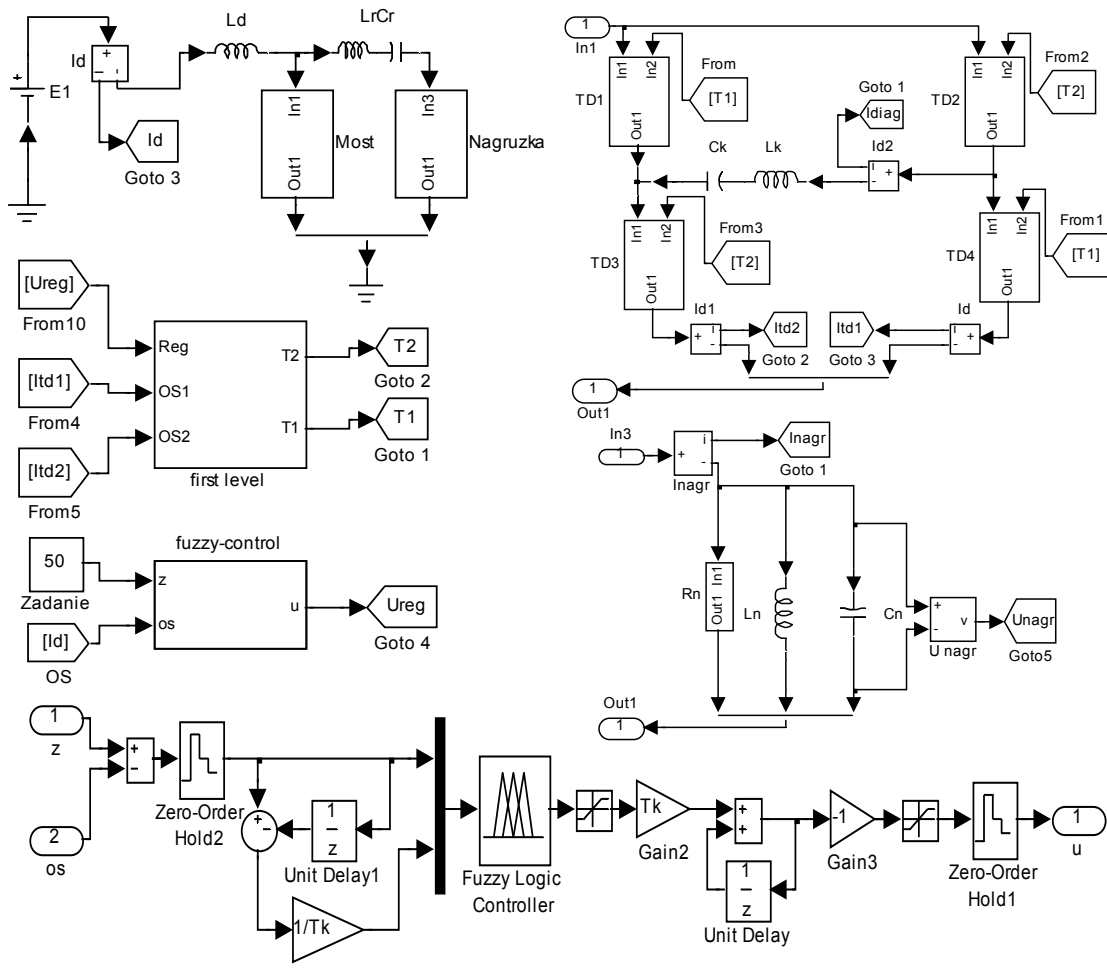 Ld
LrCr
Id
+
−
-
+
E1
Id
Goto 3
In1
Out1
Most
In3
Out1
Nagruzka
1
In1
In1
In2
Out1
TD1
From
[T1]
In1
In2
Out1
TD2
From2
[T2]
Goto 1
Idiag
Id2
i
+
-
Ck
Lk
In1
In2
Out1
TD3
From3
[T2]
In1
In2
Out1
TD4
From1
[T1]
Id1
+
i
-
Itd2
Goto 2
Itd1
Goto 3
Id
i
+
-
1
Out1
[Ureg]
From10
[Itd1]
From4
[Itd2]
From5
Reg
OS1
OS2
T2
T1
first level
T2
Goto 2
T1
Goto 1
In3
1
+
i
-
Inagr
Inagr
Goto 1
Rn
Out1 In1
Ln
Cn
+
-
v
U nagr
Unagr
Goto5
Out1
1
fuzzy-control
50
Zadanie
[Id]
OS
z
os
u
Ureg
Goto 4
1
z
2
os
+
−
Zero-Order
Hold2
+
-
1
z
Unit Delay1
1/Tk
Fuzzy Logic
Controller
Tk
Gain2
+
+
1
z
Unit Delay
-1
Gain3
Zero-Order
Hold1
1
u